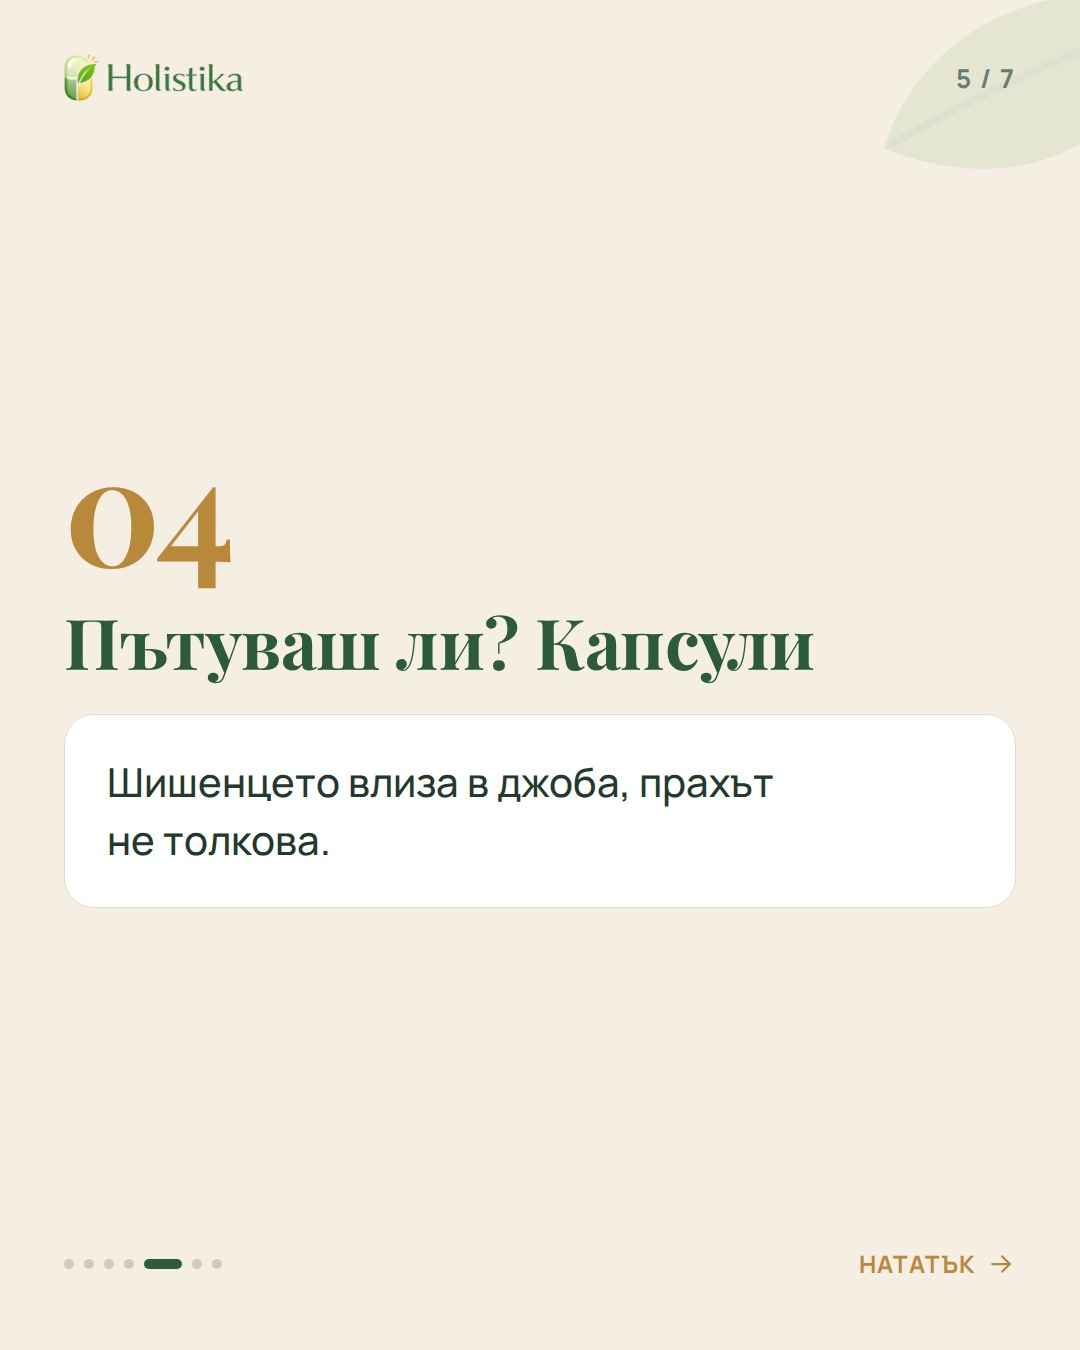 Holistika
5 / 7
04
Пътуваш ли? Капсули
Шишенцето влиза в джоба, прахът
не толкова.
НАТАТЪК →